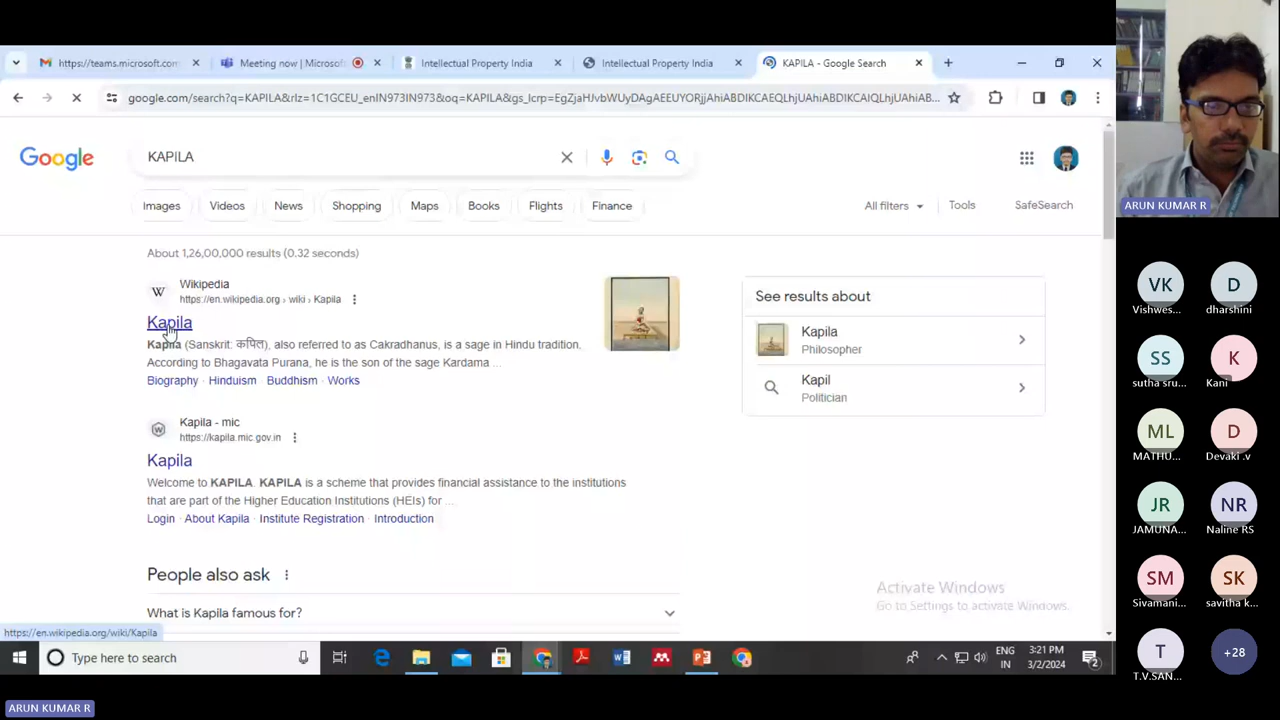 https://teams.microsoft.com
Meeting now | Microsoft
Intellectual Property India
Intellectual Property India
KAPILA - Google Search
google.com/search?q=KAPILA&rlz=1C1GCEU_enIN973IN973&oq=KAPILA&gs_lcrp=EgZjaHJvbWUyDAgAEEUYORjjAhiABDIKCAEQLhjUAhiABDIKCAIQLhjUAhiAB...
Google
KAPILA
Images
Videos
News
Shopping
Maps
Books
Flights
Finance
All filters
Tools
SafeSearch
About 1,26,00,000 results (0.32 seconds)
W
Wikipedia
https://en.wikipedia.org › wiki › Kapila
Kapila
Kapila (Sanskrit: कपिल), also referred to as Cakradhanus, is a sage in Hindu tradition.
According to Bhagavata Purana, he is the son of the sage Kardama ...
Biography · Hinduism · Buddhism · Works
Kapila - mic
https://kapila.mic.gov.in
Kapila
Welcome to KAPILA. KAPILA is a scheme that provides financial assistance to the institutions
that are part of the Higher Education Institutions (HEIs) for ...
Login · About Kapila · Institute Registration · Introduction
People also ask
What is Kapila famous for?
See results about
Kapila
Philosopher
Kapil
Politician
Activate Windows
Go to Settings to activate Windows.
https://en.wikipedia.org/wiki/Kapila
Type here to search
ENG
IN
3:21 PM
3/2/2024
2
ARUN KUMAR R
VK
Vishwes...
D
dharshini
SS
sutha sru...
K
Kani
ML
MATHU...
D
Devaki .v
JR
JAMUNA...
NR
Naline RS
SM
Sivamani...
SK
savitha k...
T
T.V.SAN...
+28
ARUN KUMAR R